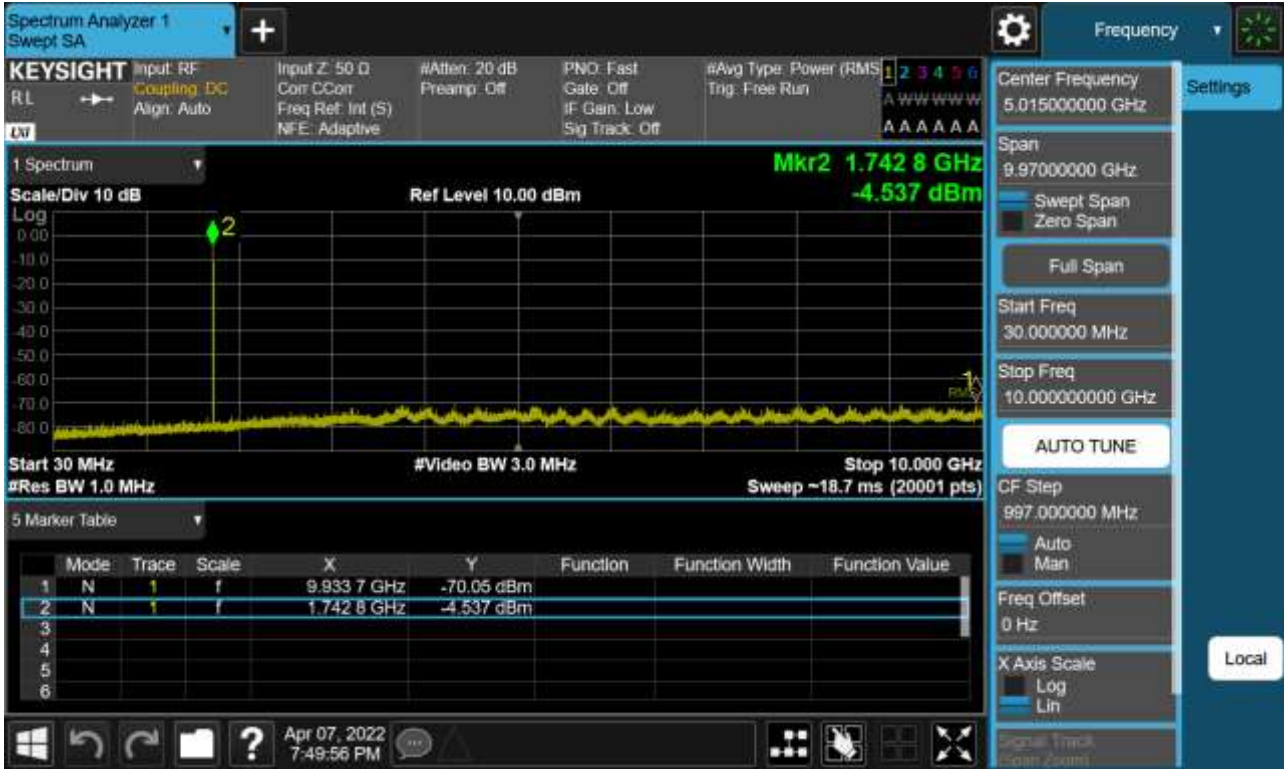 Spectrum Analyzer 1
Swept SA
+
Frequency
KEYSIGHT
RL
LXI
Input: RF
Coupling: DC
Align: Auto
Input Z: 50 Ω
Corr CCorr
Freq Ref: Int (S)
NFE: Adaptive
#Atten: 20 dB
Preamp: Off
PNO: Fast
Gate: Off
IF Gain: Low
Sig Track: Off
#Avg Type: Power (RMS
Trig: Free Run
1 2 3 4 5 6
A W W W W W
A A A A A A
1 Spectrum
Mkr2 1.742 8 GHz
-4.537 dBm
Scale/Div 10 dB
Ref Level 10.00 dBm
Log
0.00
-10.0
-20.0
-30.0
-40.0
-50.0
-60.0
-70.0
-80.0
2
1
RMS
Start 30 MHz
#Video BW 3.0 MHz
Stop 10.000 GHz
#Res BW 1.0 MHz
Sweep ~18.7 ms (20001 pts)
5 Marker Table
Mode Trace Scale X Y Function Function Width Function Value
1 N 1 f 9.933 7 GHz -70.05 dBm
2 N 1 f 1.742 8 GHz -4.537 dBm
3
4
5
6
?
Apr 07, 2022
7:49:56 PM
Center Frequency
5.015000000 GHz
Span
9.97000000 GHz
Swept Span
Zero Span
Full Span
Start Freq
30.000000 MHz
Stop Freq
10.000000000 GHz
AUTO TUNE
CF Step
997.000000 MHz
Auto
Man
Freq Offset
0 Hz
X Axis Scale
Log
Lin
Signal Track
(Span Zoom)
Settings
Local